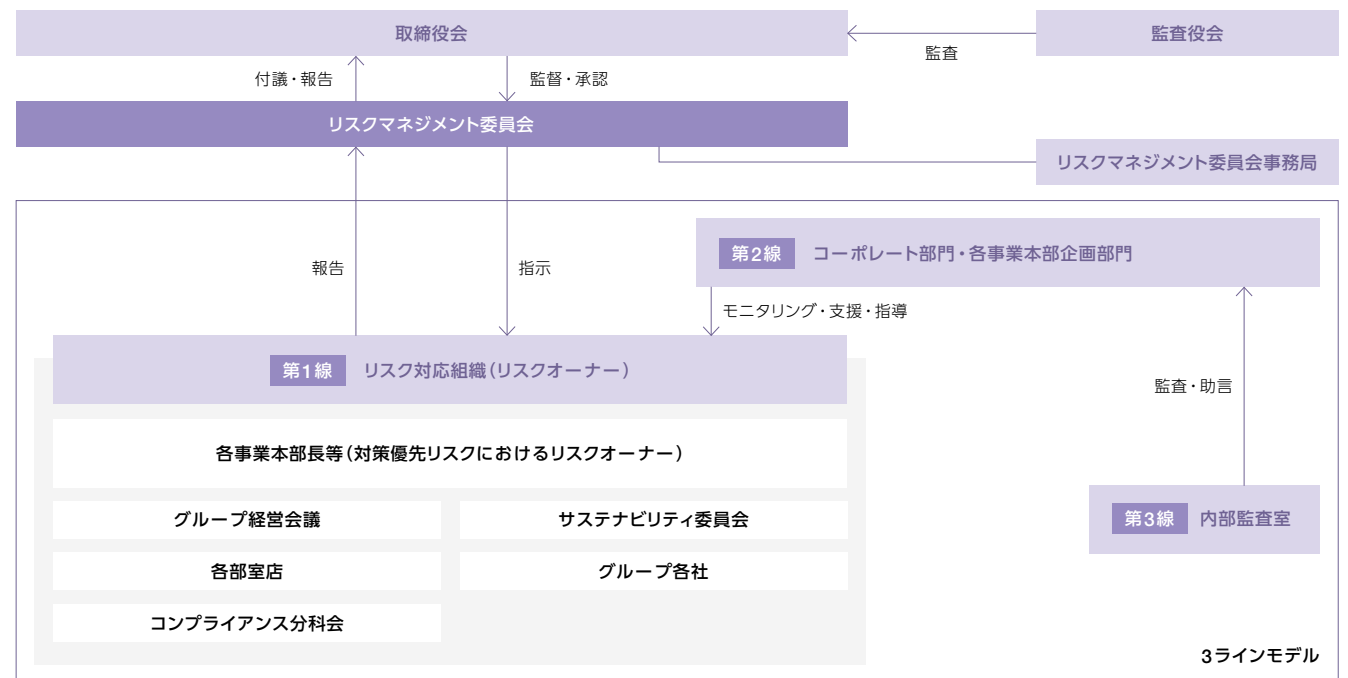 取締役会
監査役会
監査
付議・報告
監督・承認
リスクマネジメント委員会
リスクマネジメント委員会事務局
第2線 コーポレート部門・各事業本部企画部門
報告
指示
モニタリング・支援・指導
第1線 リスク対応組織(リスクオーナー)
監査・助言
各事業本部長等(対策優先リスクにおけるリスクオーナー)
グループ経営会議
サステナビリティ委員会
第3線 内部監査室
各部室店
グループ各社
コンプライアンス分科会
3ラインモデル